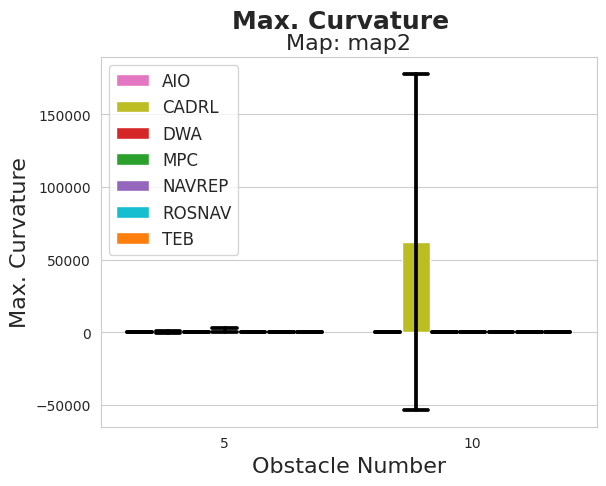 Max. Curvature
Map: map2
AIO
CADRL
DWA
MPC
NAVREP
ROSNAV
TEB
150000
100000
50000
0
−50000
Max. Curvature
5
10
Obstacle Number